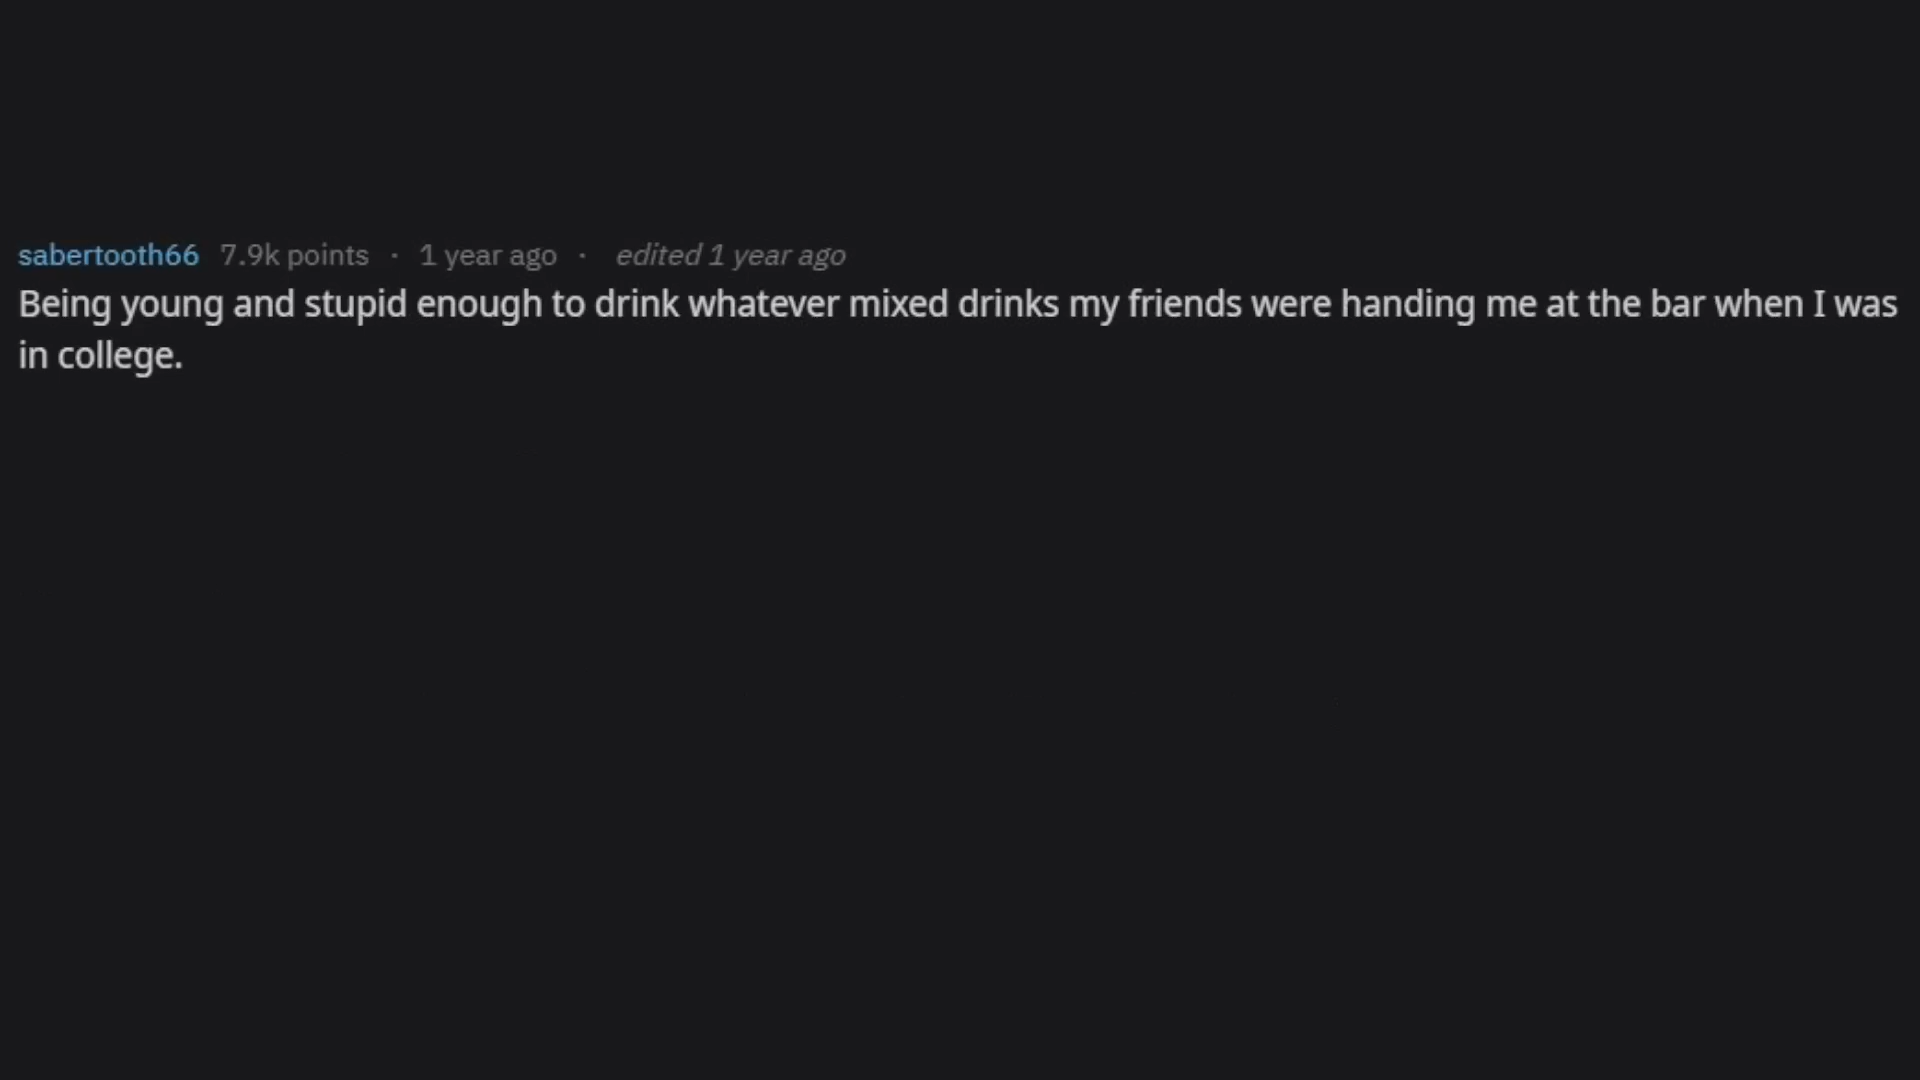 sabertooth66 7.9k points · 1 year ago · edited 1 year ago
Being young and stupid enough to drink whatever mixed drinks my friends were handing me at the bar when I was
in college.